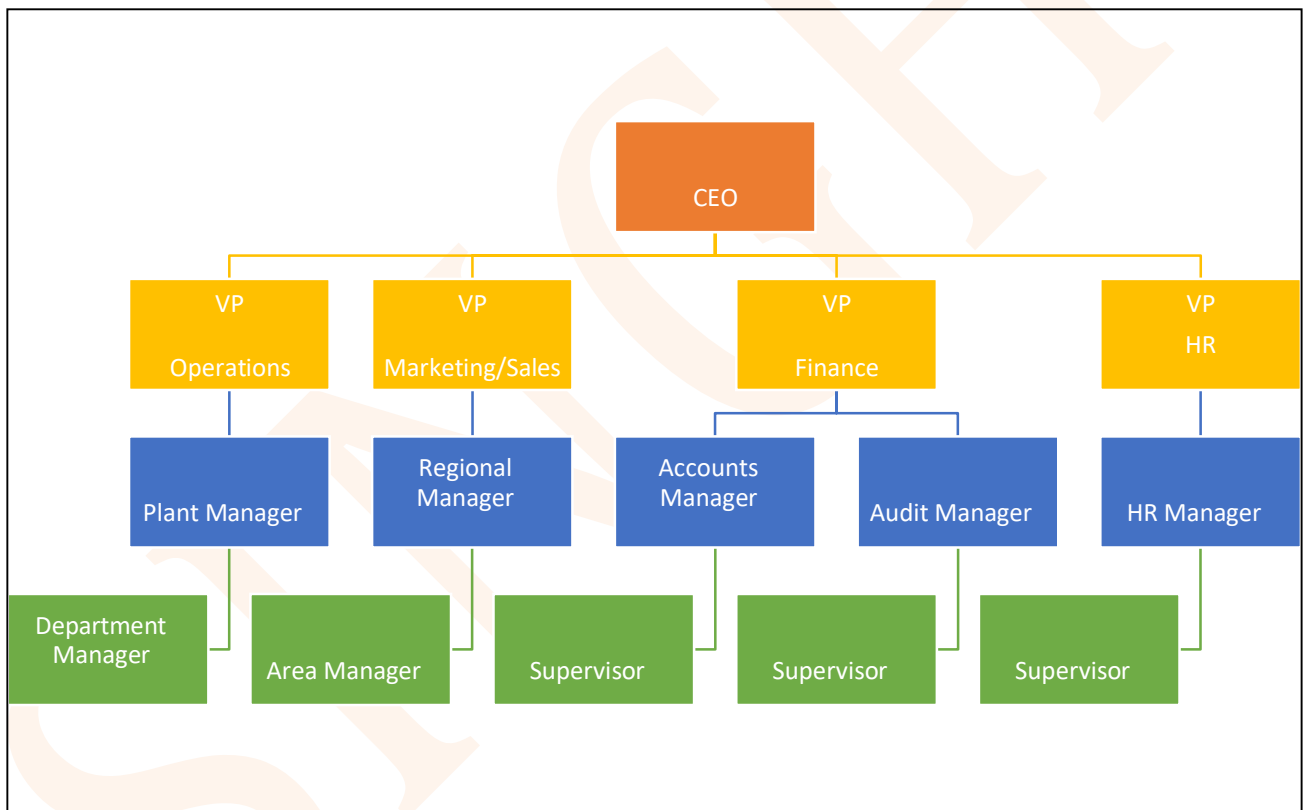 CEO
VP
Operations
VP
Marketing/Sales
VP
Finance
VP
HR
Plant Manager
Regional
Manager
Accounts
Manager
Audit Manager
HR Manager
Department
Manager
Area Manager
Supervisor
Supervisor
Supervisor